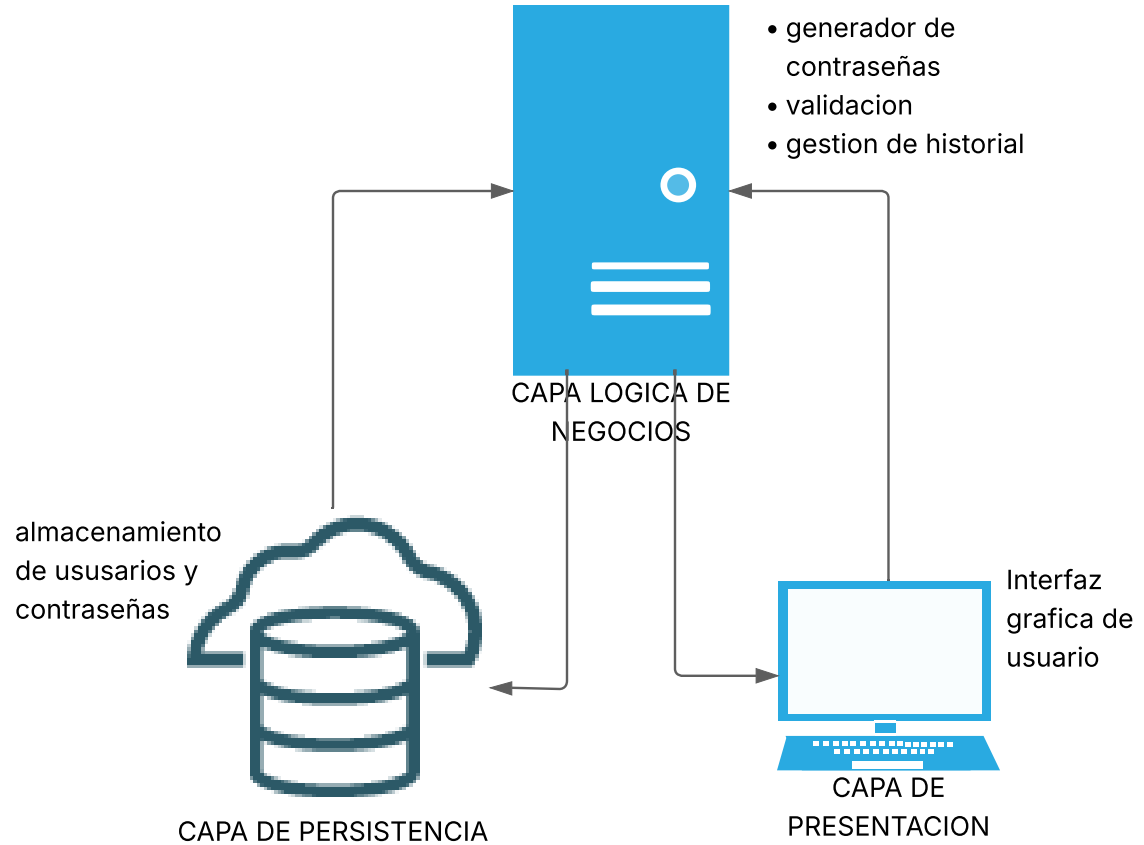 • generador de
contraseñas
• validacion
• gestion de historial
CAPA LOGICA DE
NEGOCIOS
almacenamiento
de ususarios y
contraseñas
Interfaz
grafica de
usuario
CAPA DE
PRESENTACION
CAPA DE PERSISTENCIA